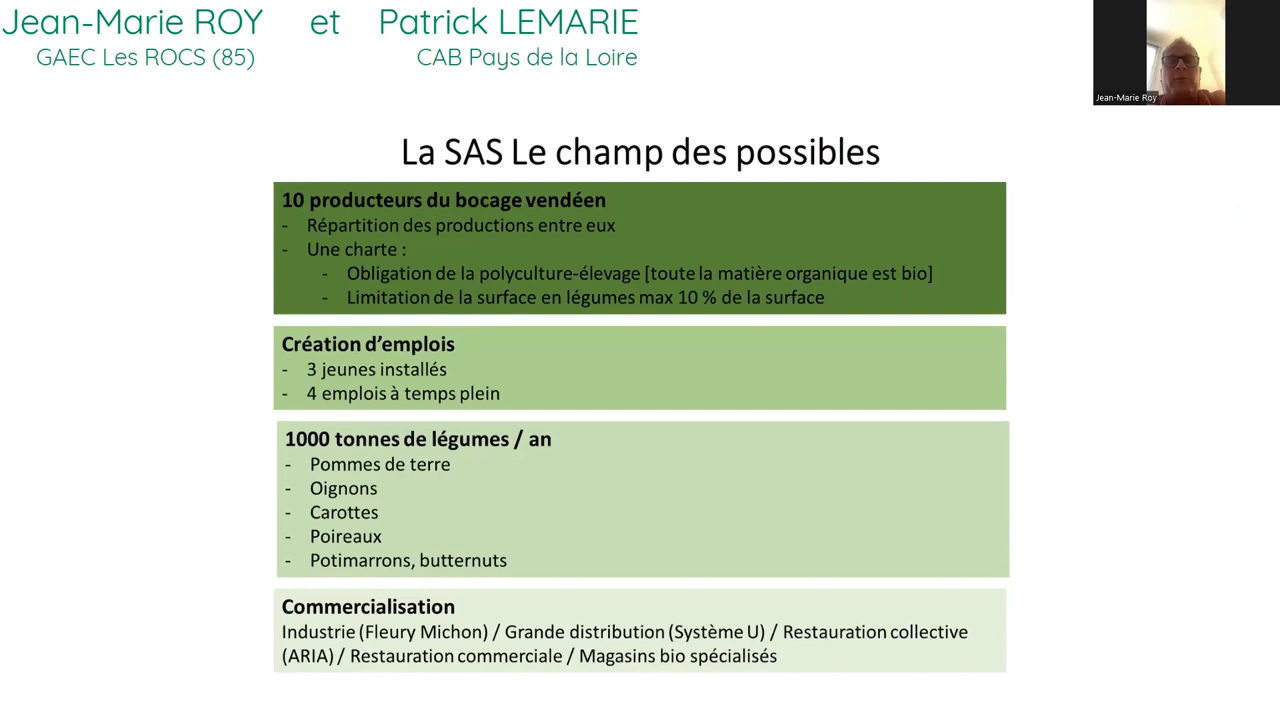 Jean-Marie ROY et Patrick LEMARIE
GAEC Les ROCS (85) CAB Pays de la Loire
Jean-Marie Roy
La SAS Le champ des possibles
10 producteurs du bocage vendéen
- Répartition des productions entre eux
- Une charte :
- Obligation de la polyculture-élevage [toute la matière organique est bio]
- Limitation de la surface en légumes max 10 % de la surface
Création d’emplois
- 3 jeunes installés
- 4 emplois à temps plein
1000 tonnes de légumes / an
- Pommes de terre
- Oignons
- Carottes
- Poireaux
- Potimarrons, butternuts
Commercialisation
Industrie (Fleury Michon) / Grande distribution (Système U) / Restauration collective
(ARIA) / Restauration commerciale / Magasins bio spécialisés